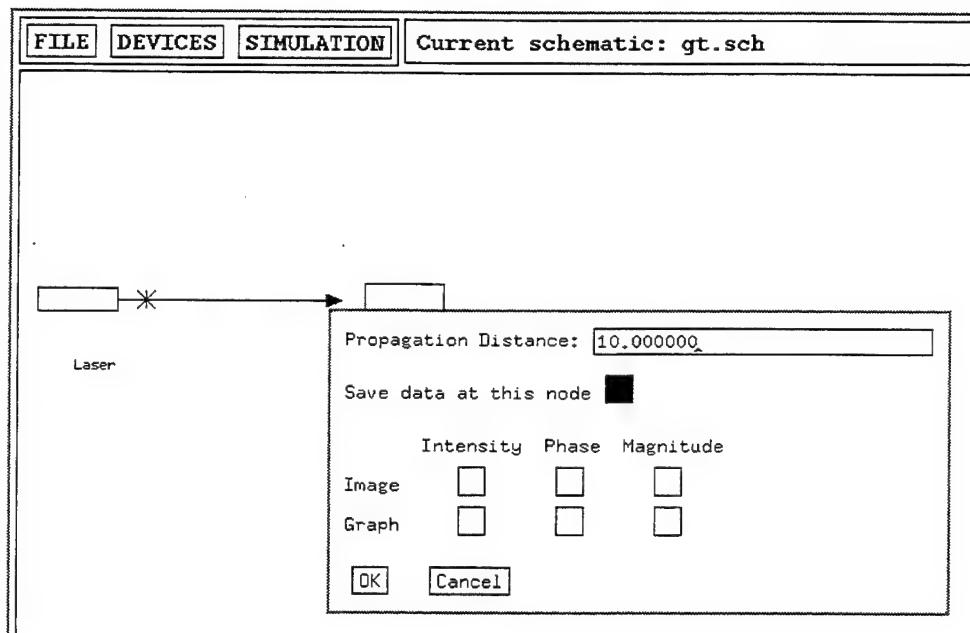 FILE DEVICES SIMULATION Current schematic: gt.sch
Laser
Propagation Distance: 10.000000
Save data at this node
Intensity Phase Magnitude
Image
Graph
OK Cancel